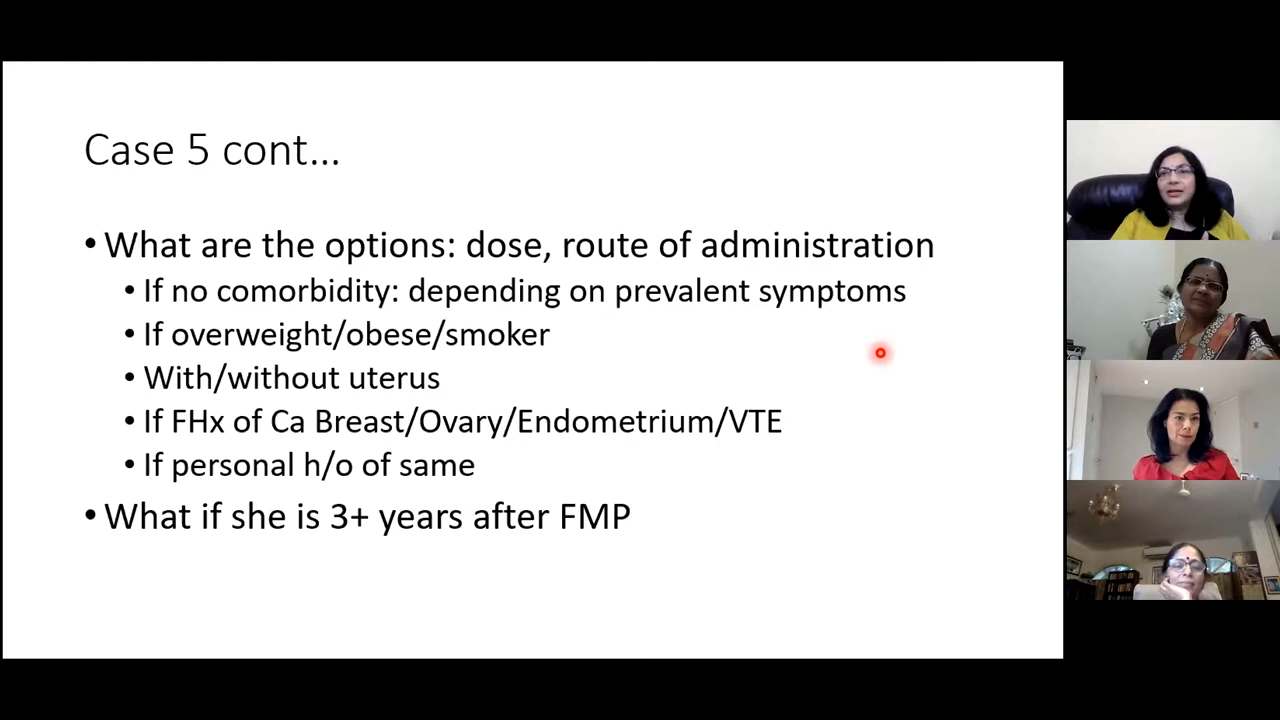 Case 5 cont...
• What are the options: dose, route of administration
• If no comorbidity: depending on prevalent symptoms
• If overweight/obese/smoker
• With/without uterus
• If FHx of Ca Breast/Ovary/Endometrium/VTE
• If personal h/o of same
• What if she is 3+ years after FMP